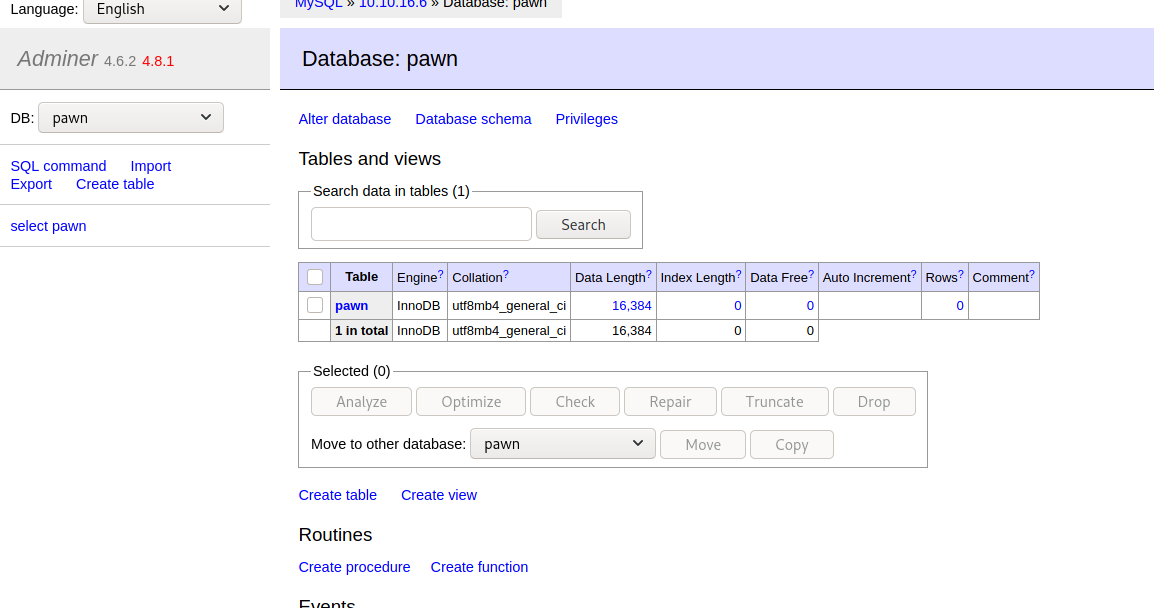 Language: English
MySQL » 10.10.16.6 » Database: pawn
Adminer 4.6.2 4.8.1
Database: pawn
DB: pawn
SQL command Import
Export Create table
select pawn
Alter database Database schema Privileges
Tables and views
Search data in tables (1)
Search
Table Engine? Collation? Data Length? Index Length? Data Free? Auto Increment? Rows? Comment?
pawn InnoDB utf8mb4_general_ci 16,384 0 0 0
1 in total InnoDB utf8mb4_general_ci 16,384 0 0
Selected (0)
Analyze Optimize Check Repair Truncate Drop
Move to other database: pawn Move Copy
Create table Create view
Routines
Create procedure Create function
Events